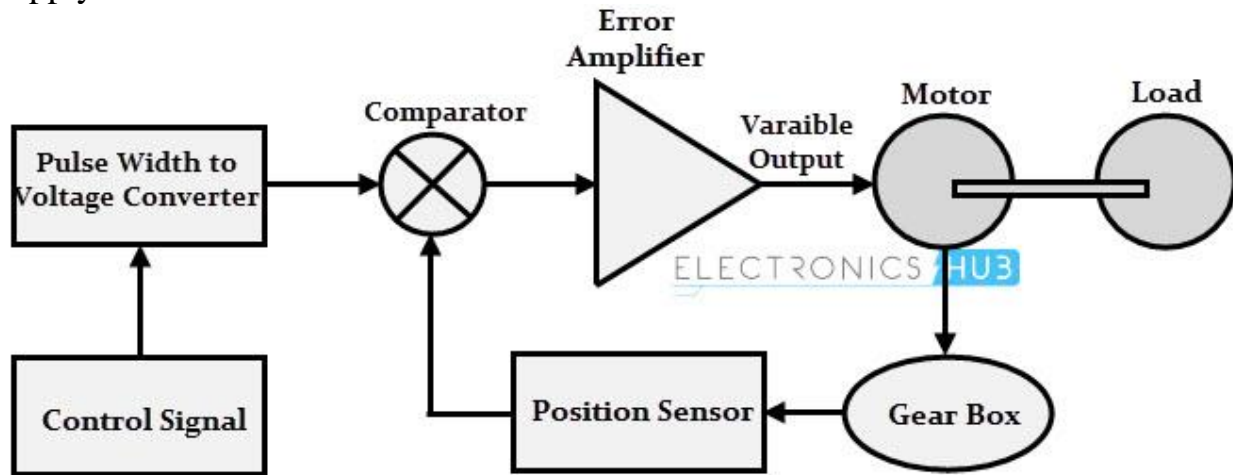 Error
Amplifier
Comparator
Motor
Load
Varaible
Output
Pulse Width to
Voltage Converter
ELECTRONICS HUB
Control Signal
Position Sensor
Gear Box